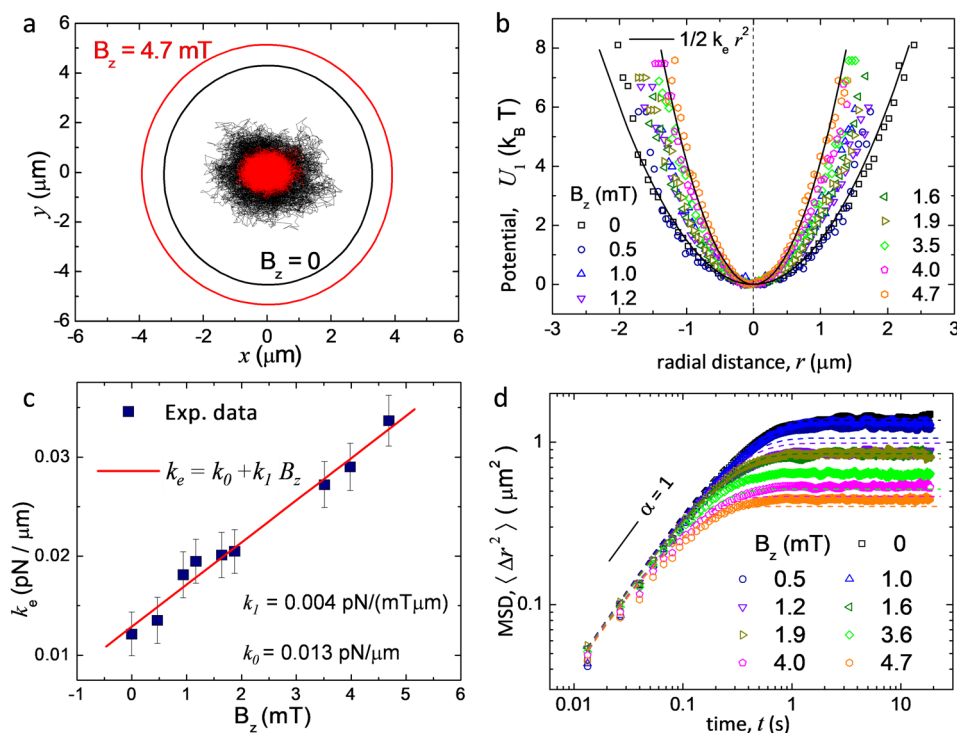 a
B_z = 4.7 mT
B_z = 0
y (μm)
6
4
2
0
-2
-4
-6
-6 -4 -2 0 2 4 6
x (μm)
b
1/2 k_e r²
Potential, U_1 (k_B T)
8
6
4
2
0
B_z (mT)
0
0.5
1.0
1.2
1.6
1.9
3.5
4.0
4.7
-3 -2 -1 0 1 2 3
radial distance, r (μm)
c
Exp. data
k_e = k_0 + k_1 B_z
k_1 = 0.004 pN/(mTμm)
k_0 = 0.013 pN/μm
k_e (pN / μm)
0.03
0.02
0.01
-1 0 1 2 3 4 5 6
B_z (mT)
d
α = 1
MSD, ⟨ Δr² ⟩ ( μm² )
1
0.1
B_z (mT) 0
0.5 1.0
1.2 1.6
1.9 3.6
4.0 4.7
0.01 0.1 1 10
time, t (s)